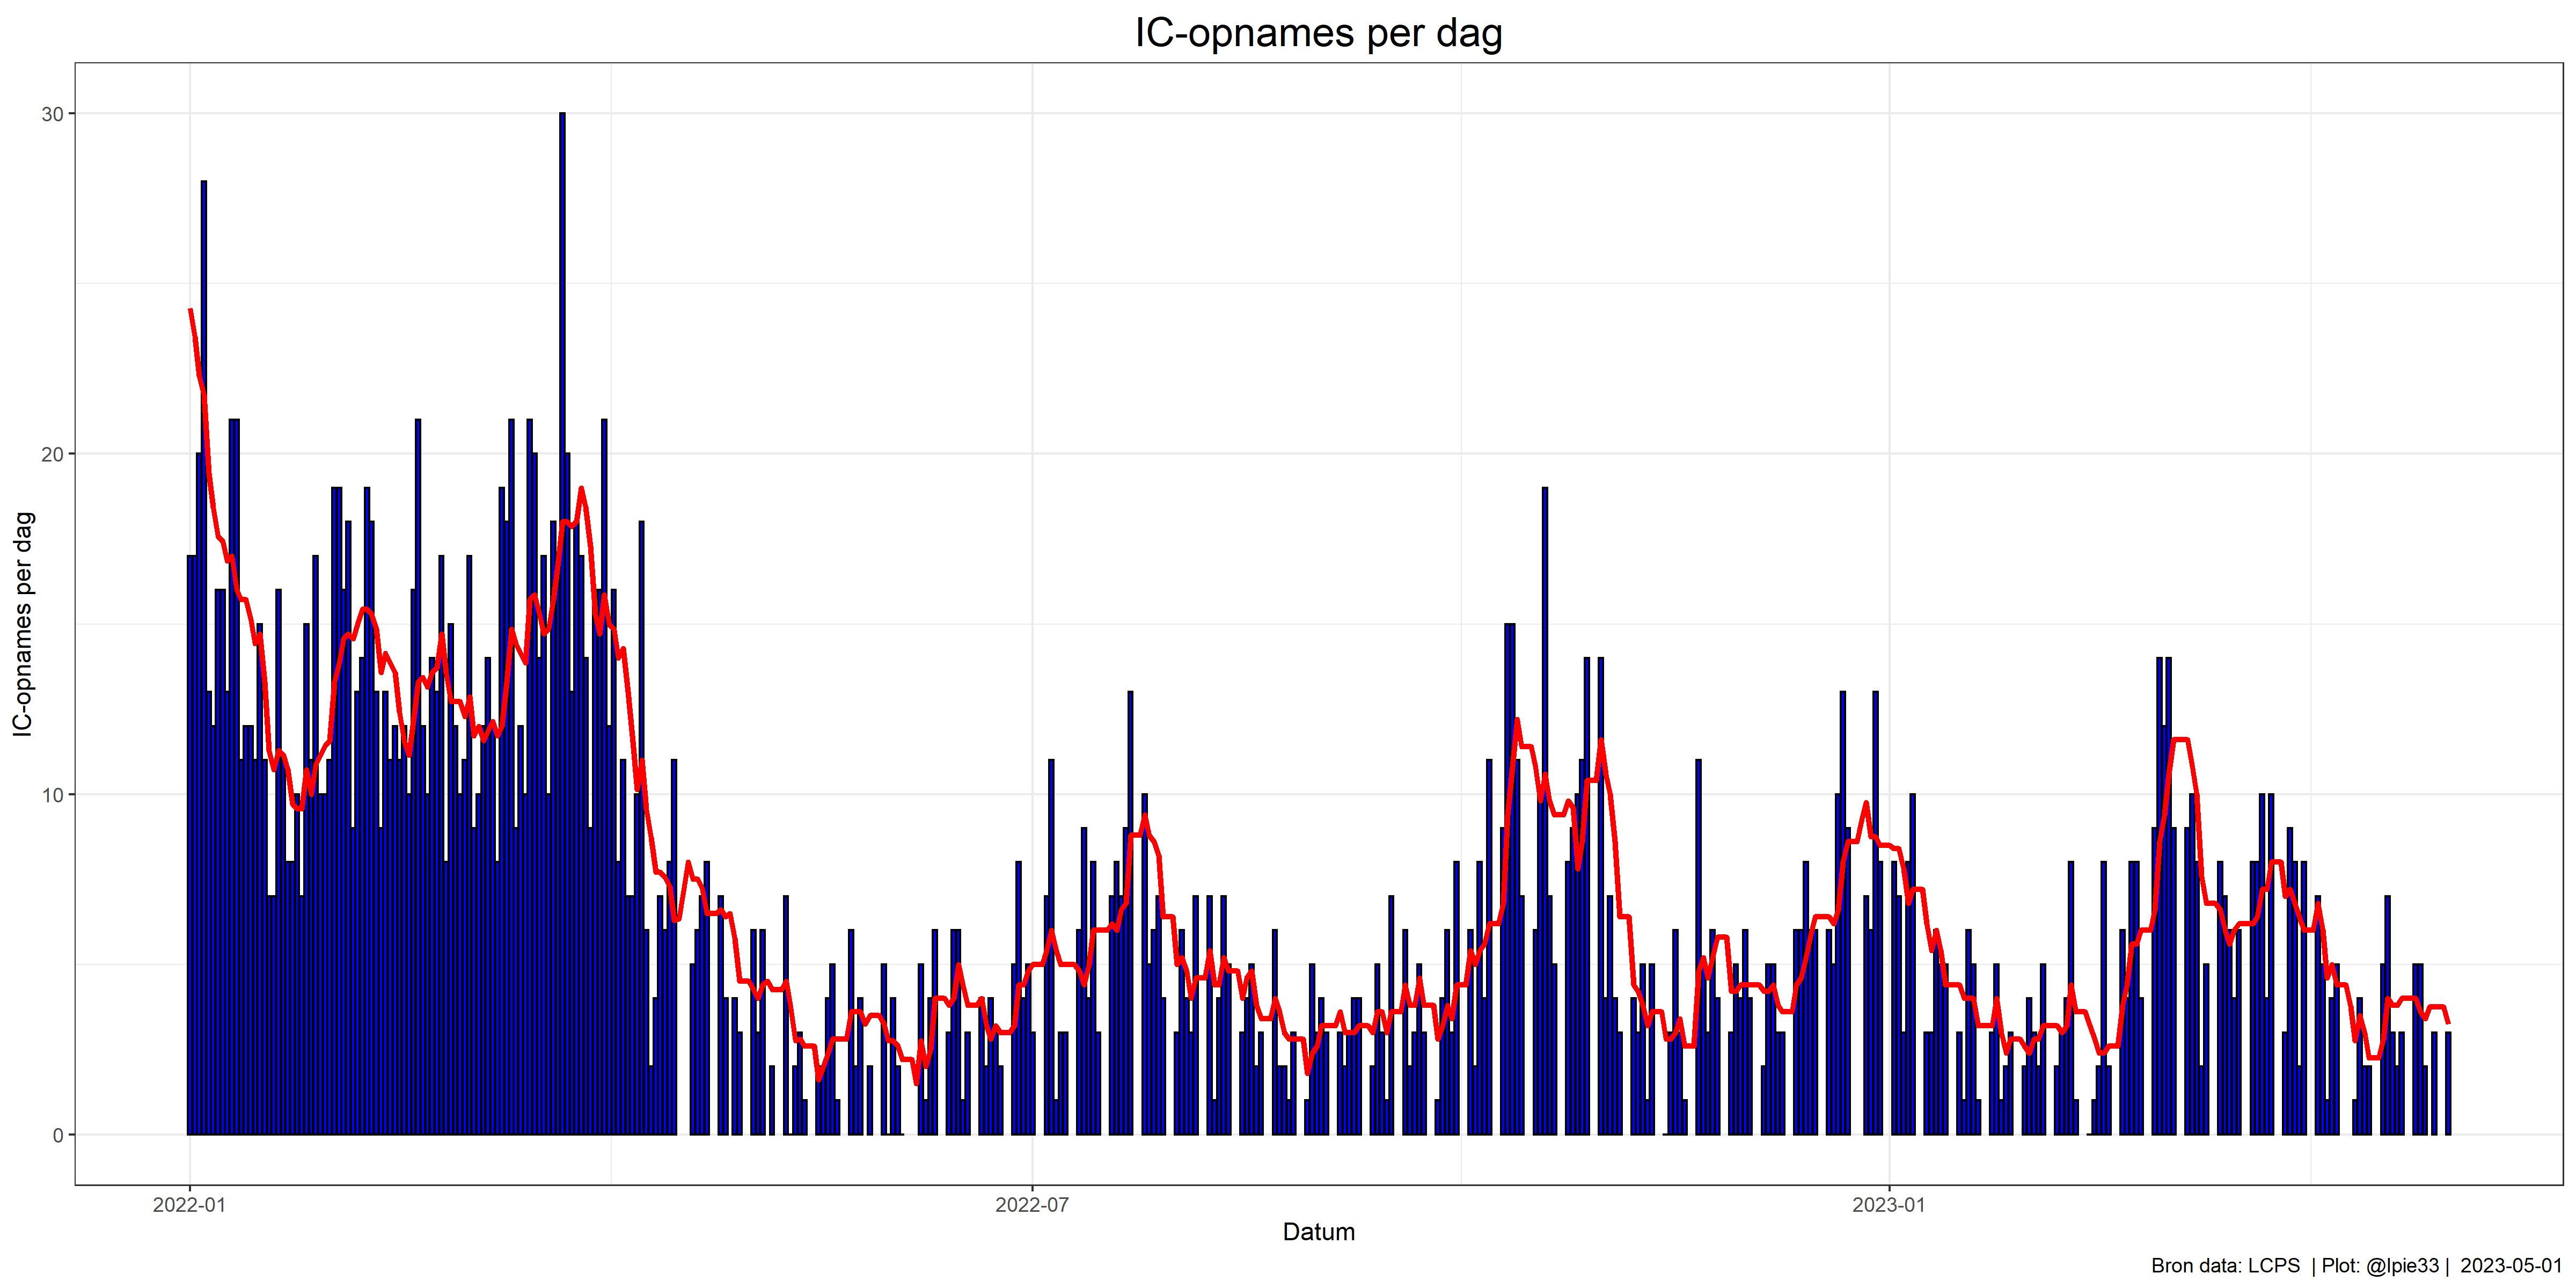 IC-opnames per dag
IC-opnames per dag
30
20
10
0
2022-01
2022-07
2023-01
Datum
Bron data: LCPS | Plot: @lpie33 | 2023-05-01